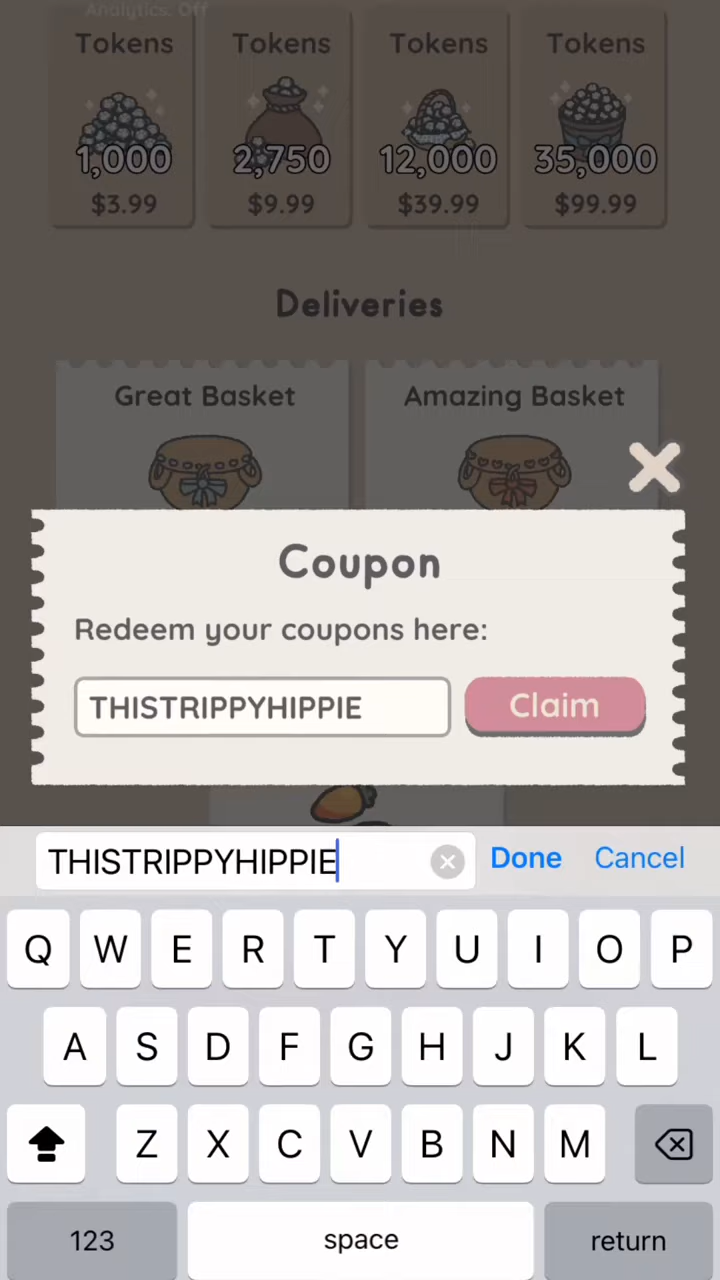 Analytics: Off
Tokens Tokens Tokens Tokens
1,000 2,750 12,000 35,000
$3.99 $9.99 $39.99 $99.99
Deliveries
Great Basket Amazing Basket
Coupon
Redeem your coupons here:
THISTRIPPYHIPPIE Claim
THISTRIPPYHIPPIE Done Cancel
Q W E R T Y U I O P
A S D F G H J K L
Z X C V B N M
123 space return